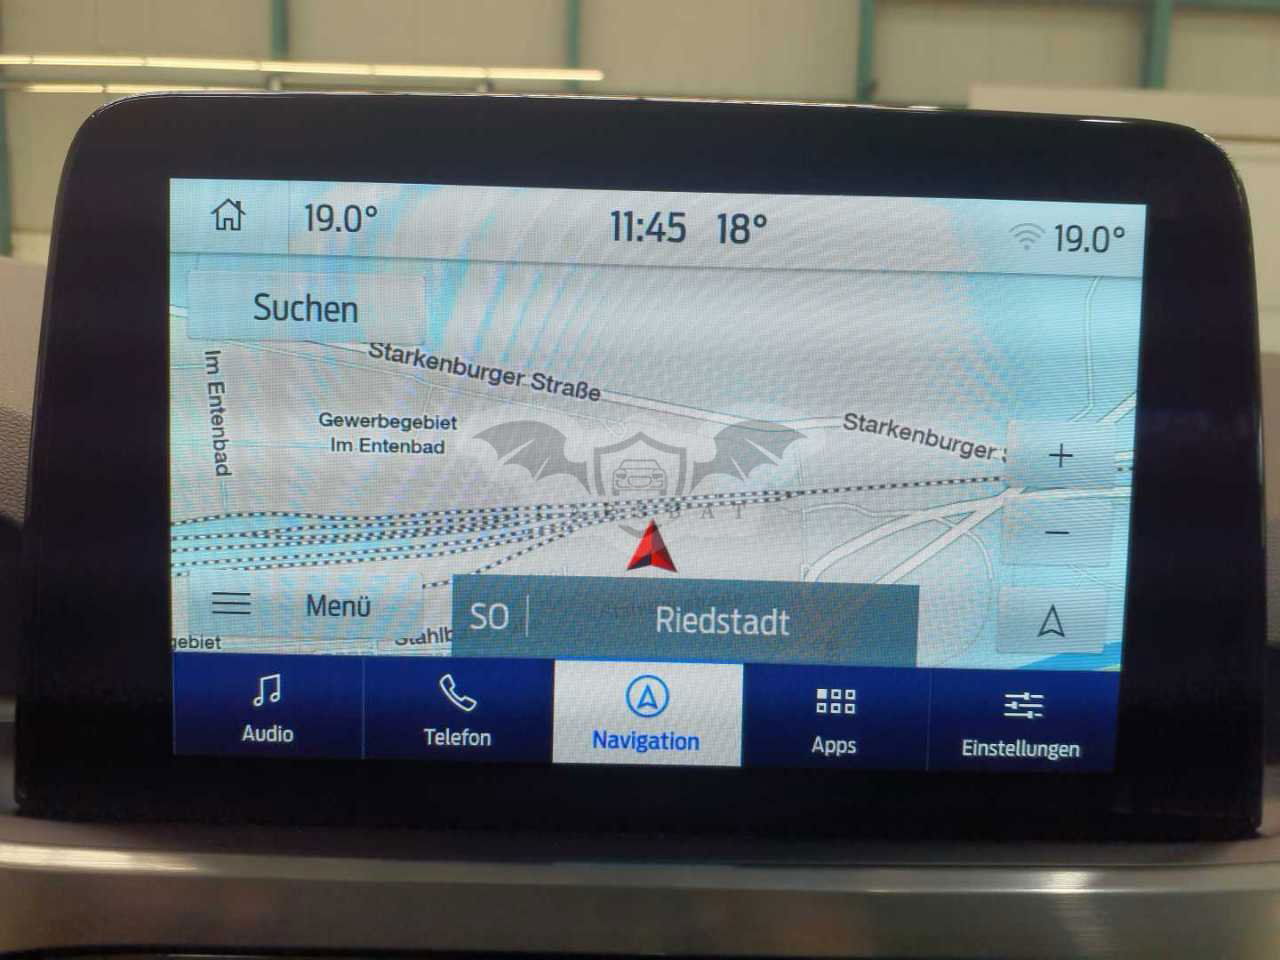 19.0° 11:45 18° 19.0°
Suchen
Starkenburger Straße
Im Entenbad
Gewerbegebiet
Im Entenbad
Starkenburger
+
−
Menü
SO Riedstadt
gebiet
Audio
Telefon
Navigation
Apps
Einstellungen